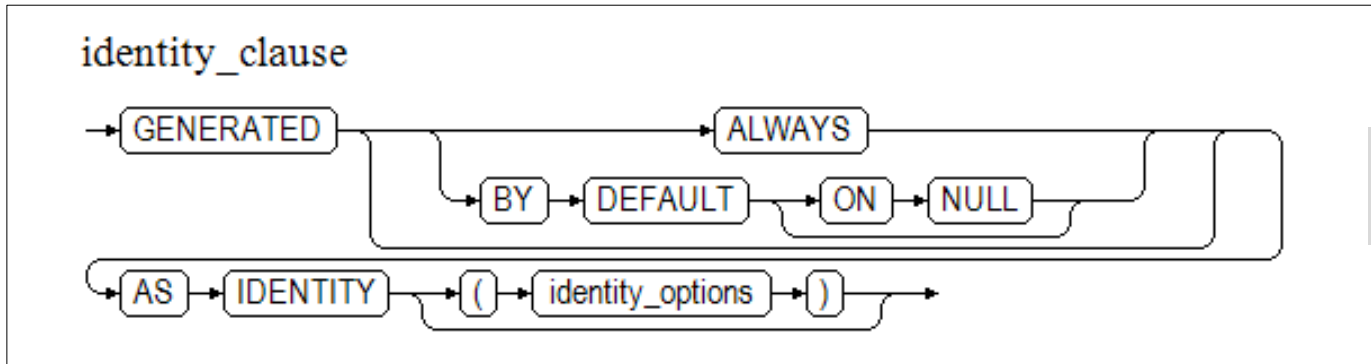 identity_clause
GENERATED ALWAYS
BY DEFAULT ON NULL
AS IDENTITY ( identity_options )